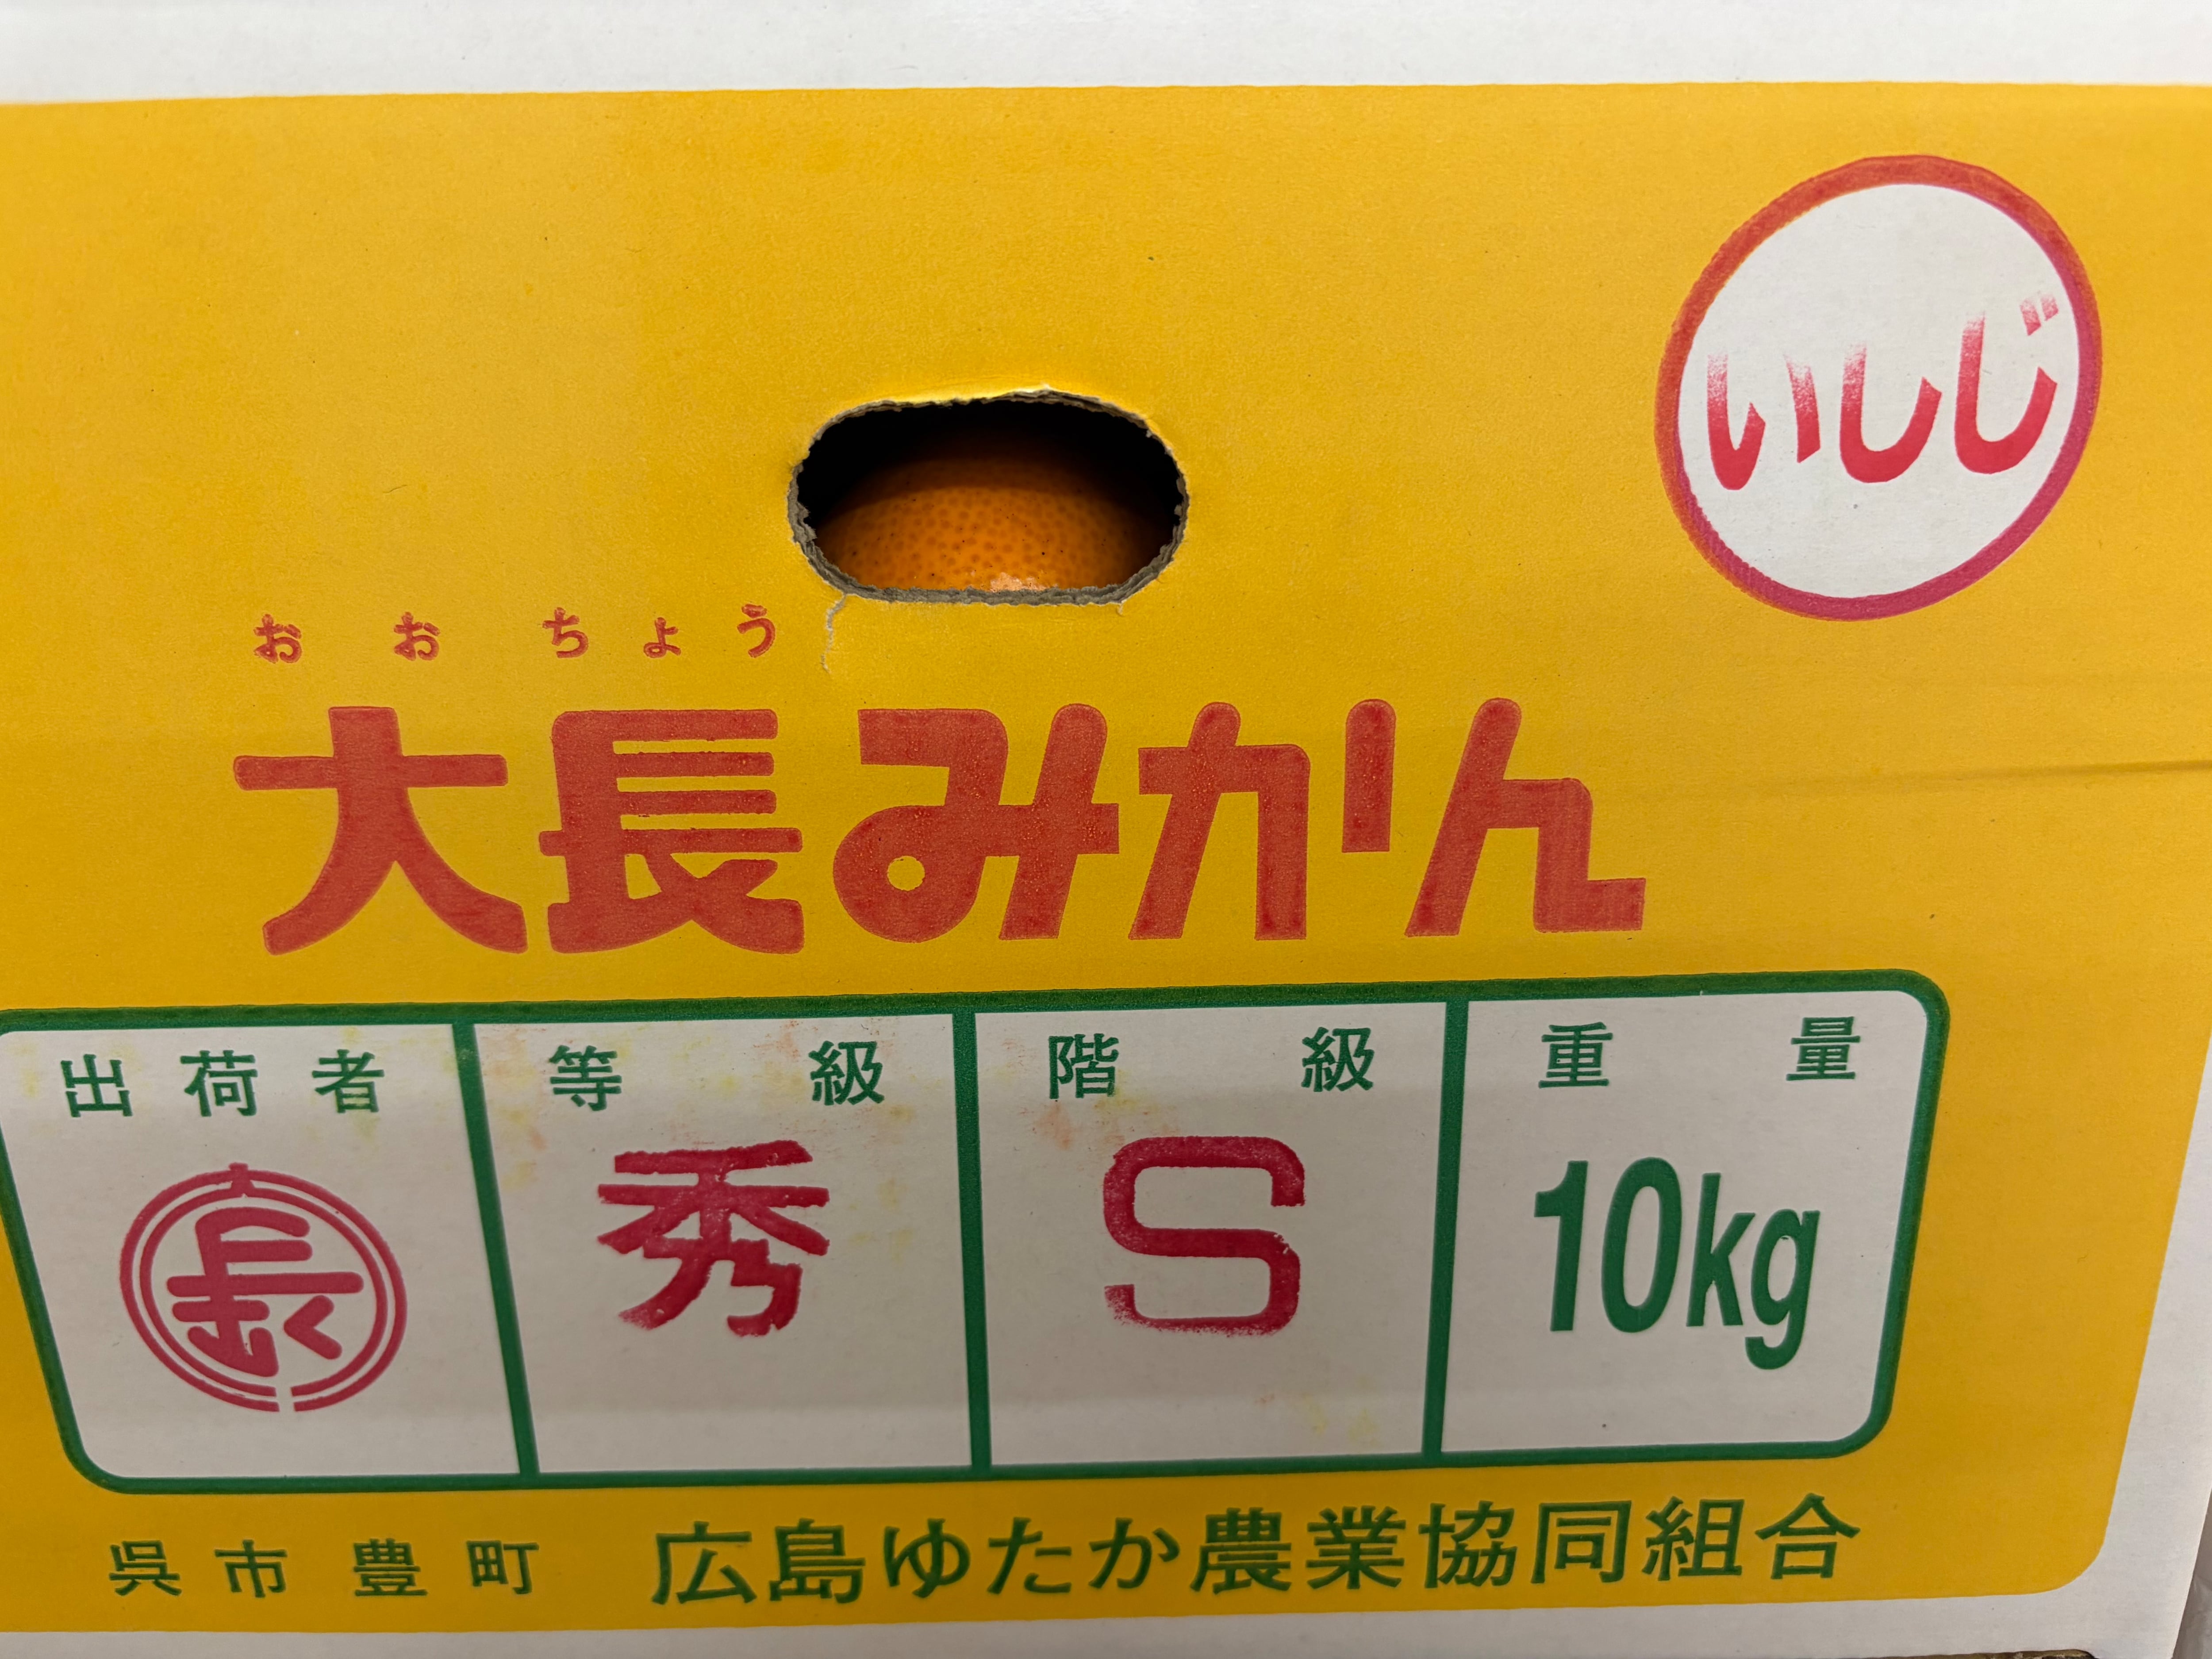 いしじ
おおちょう
大長みかん
出荷者 等級 階級 重量
長 秀 S 10kg
呉市豊町 広島ゆたか農業協同組合